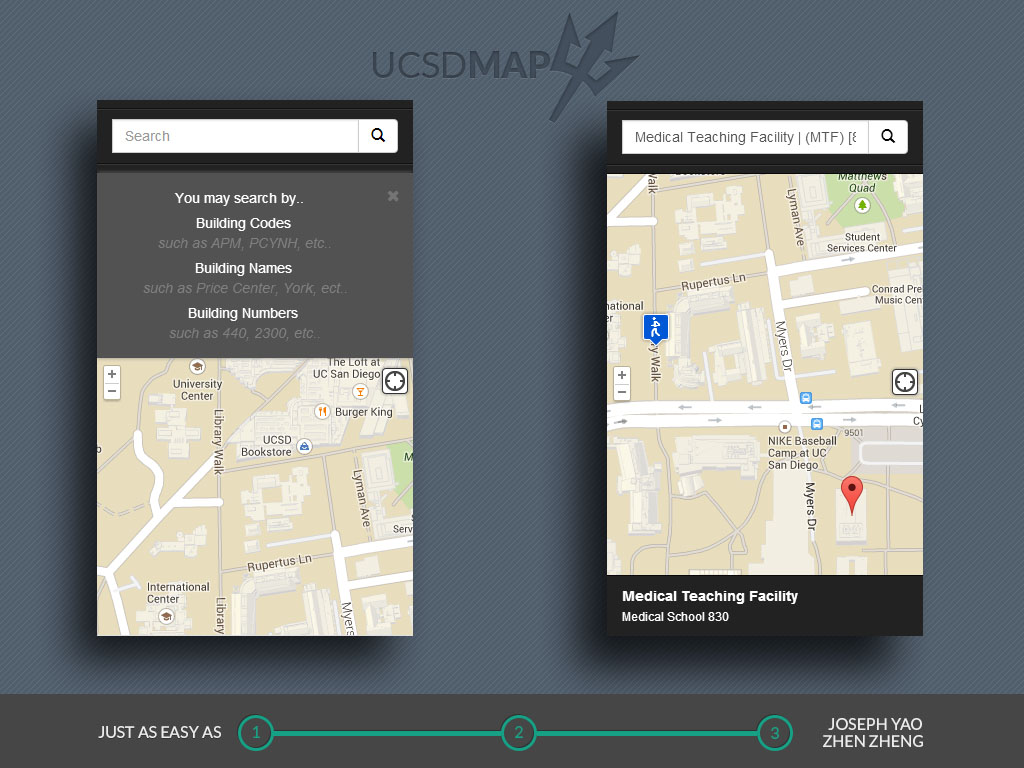 UCSDMAP
Search
You may search by..
Building Codes
such as APM, PCYNH, etc..
Building Names
such as Price Center, York, ect..
Building Numbers
such as 440, 2300, etc..
+
−
University
Center
The Loft at
UC San Diego
Burger King
UCSD
Bookstore
Library Walk
Lyman Ave
Serv
Rupertus Ln
International
Center
Library
Myers
Medical Teaching Facility | (MTF) [8
Walk
Lyman Ave
Matthews
Quad
Student
Services Center
Rupertus Ln
Conrad Pre
Music Cen
national
er
Walk
Myers Dr
+
−
L
Cy
9501
NIKE Baseball
Camp at UC
San Diego
Myers Dr
Medical Teaching Facility
Medical School 830
JUST AS EASY AS
1
2
3
JOSEPH YAO
ZHEN ZHENG